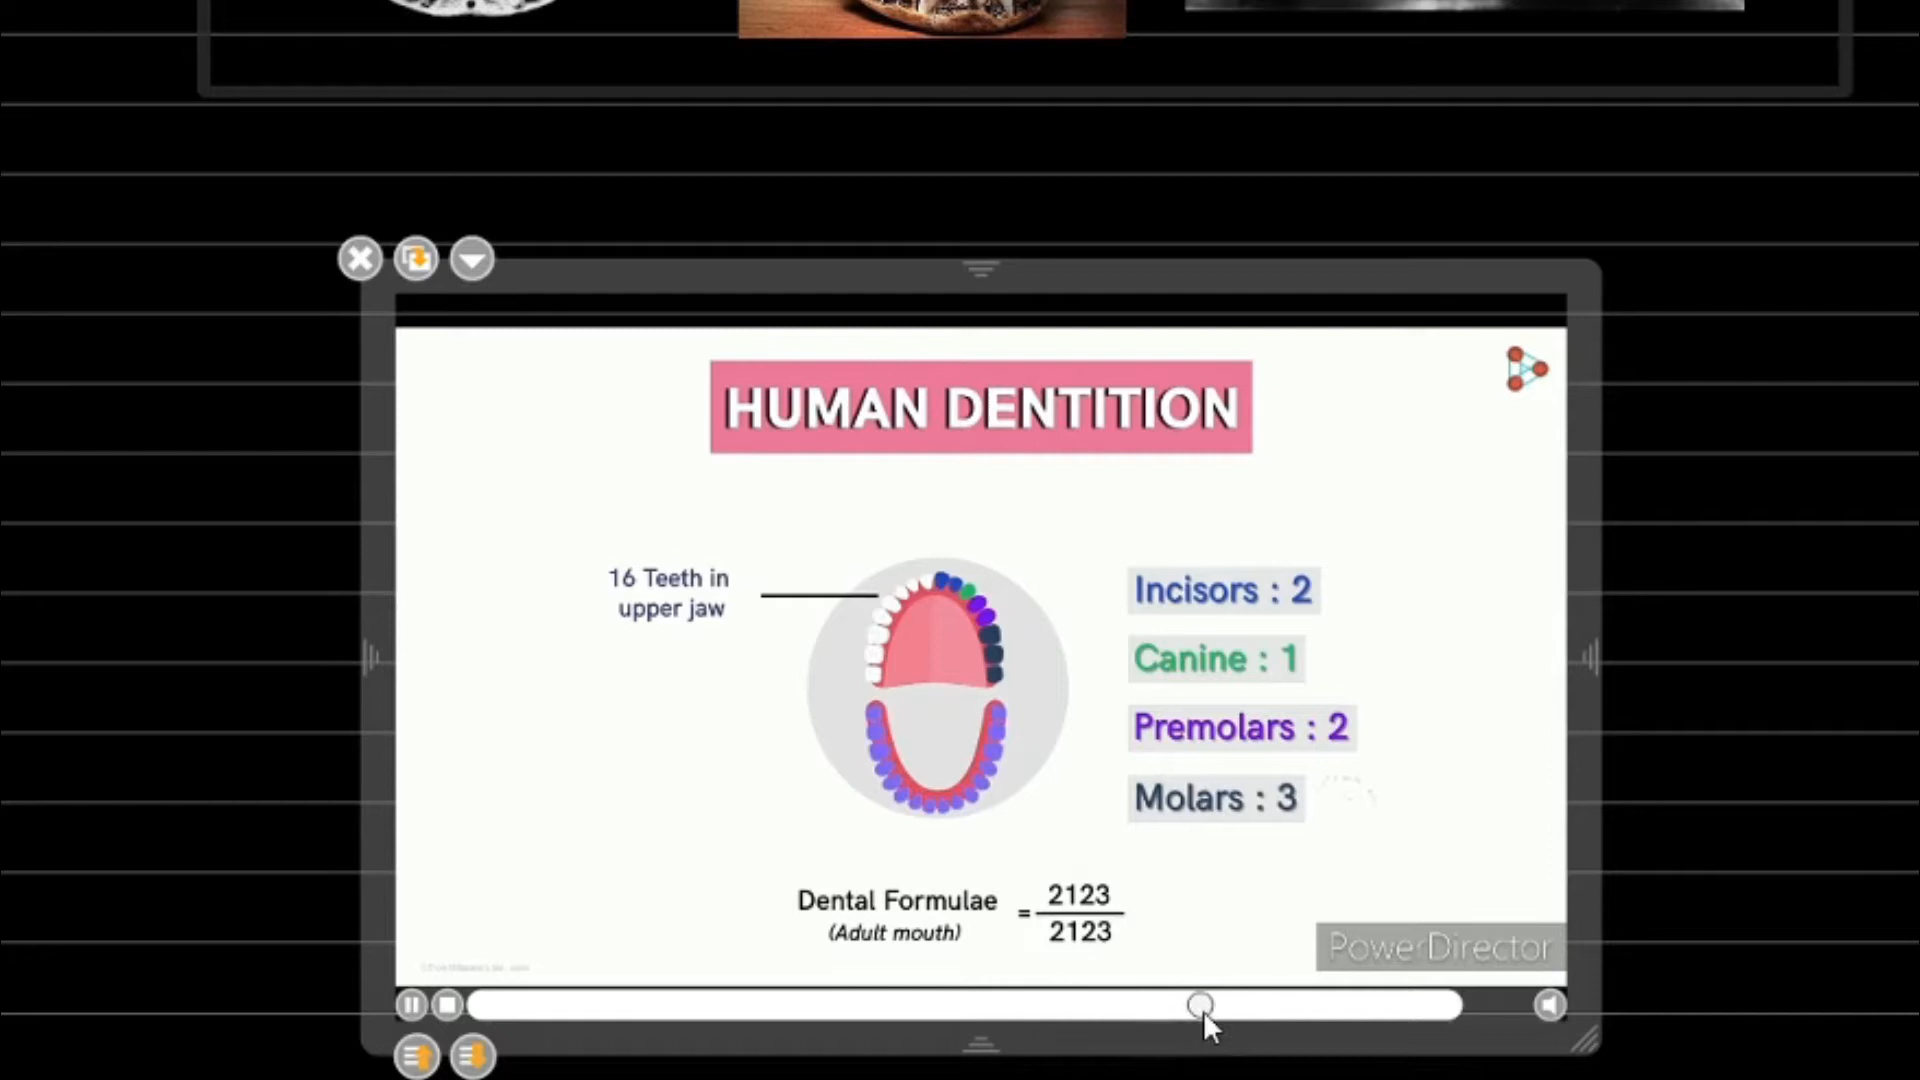 HUMAN DENTITION
16 Teeth in
upper jaw
Incisors : 2
Canine : 1
Premolars : 2
Molars : 3
Dental Formulae
(Adult mouth)
=
2123
2123
PowerDirector